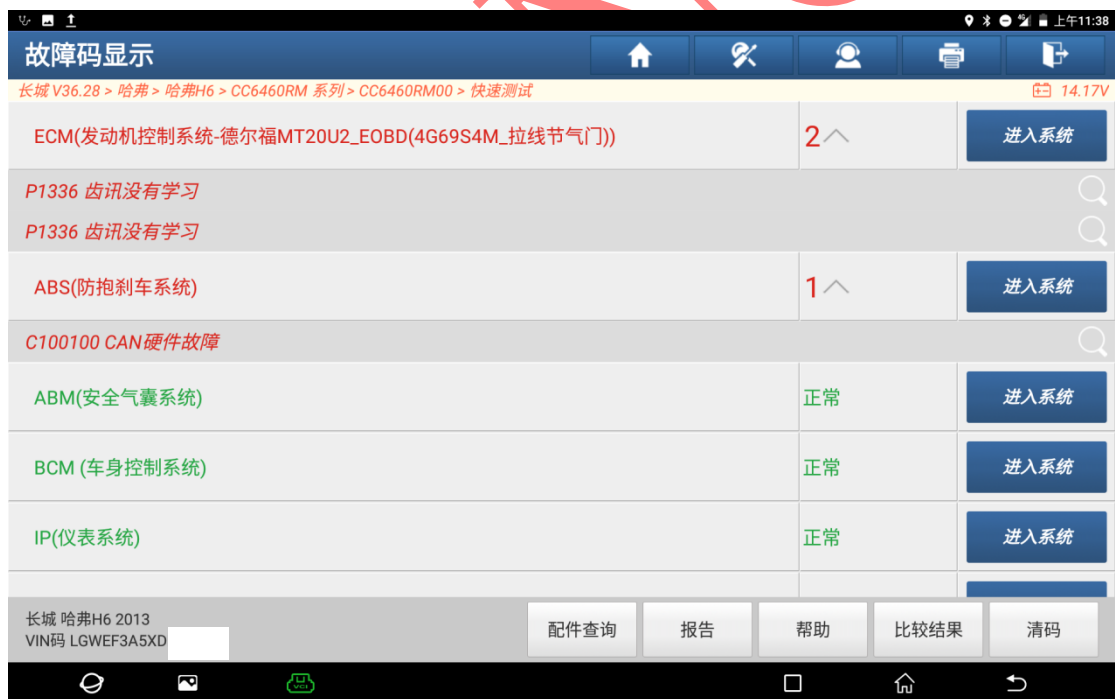 上午11:38
故障码显示
长城 V36.28 > 哈弗 > 哈弗H6 > CC6460RM 系列 > CC6460RM00 > 快速测试
14.17V
ECM(发动机控制系统-德尔福MT20U2_EOBD(4G69S4M_拉线节气门))
2
进入系统
P1336 齿讯没有学习
P1336 齿讯没有学习
ABS(防抱刹车系统)
1
进入系统
C100100 CAN硬件故障
ABM(安全气囊系统)
正常
进入系统
BCM (车身控制系统)
正常
进入系统
IP(仪表系统)
正常
进入系统
长城 哈弗H6 2013
VIN码 LGWEF3A5XD
配件查询
报告
帮助
比较结果
清码
VCI